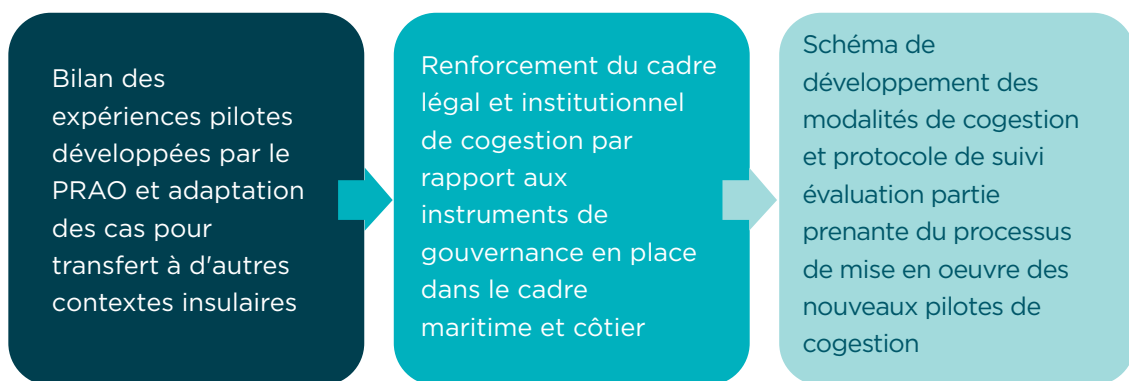 Bilan des
expériences pilotes
développées par le
PRAO et adaptation
des cas pour
transfert à d'autres
contextes insulaires
Renforcement du cadre
légal et institutionnel
de cogestion par
rapport aux
instruments de
gouvernance en place
dans le cadre
maritime et côtier
Schéma de
développement des
modalités de cogestion
et protocole de suivi
évaluation partie
prenante du processus
de mise en oeuvre des
nouveaux pilotes de
cogestion